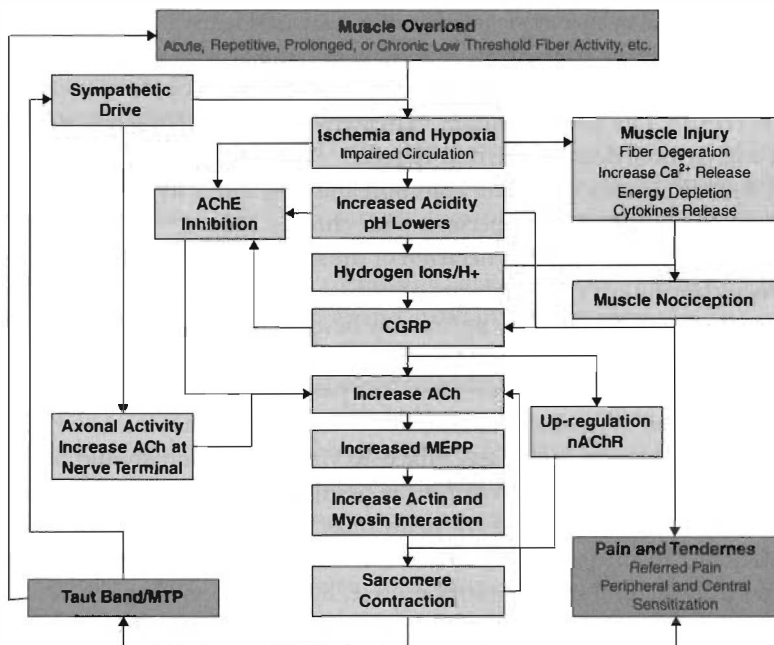 Muscle Overload
Acute, Repetitive, Prolonged, or Chronic Low Threshold Fiber Activity, etc.
Sympathetic
Drive
Ischemia and Hypoxia
Impaired Circulation
Muscle Injury
Fiber Degeration
Increase Ca²⁺ Release
Energy Depletion
Cytokines Release
AChE
Inhibition
Increased Acidity
pH Lowers
Hydrogen Ions/H+
Muscle Nociception
CGRP
Increase ACh
Axonal Activity
Increase ACh at
Nerve Terminal
Up-regulation
nAChR
Increased MEPP
Increase Actin and
Myosin Interaction
Pain and Tendernes
Referred Pain
Peripheral and Central
Sensitization
Sarcomere
Contraction
Taut Band/MTP